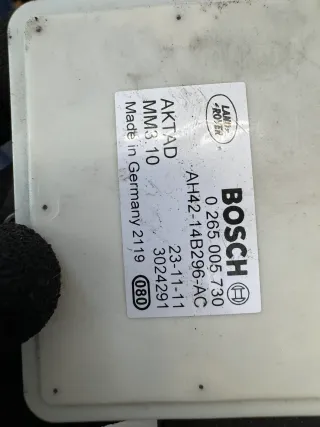 BOSCH
0 265 005 730
LAND
ROVER
AH42-14B296-AC
AKTAD
MM3.10
Made in Germany 2119
23-11-11
3024291
080